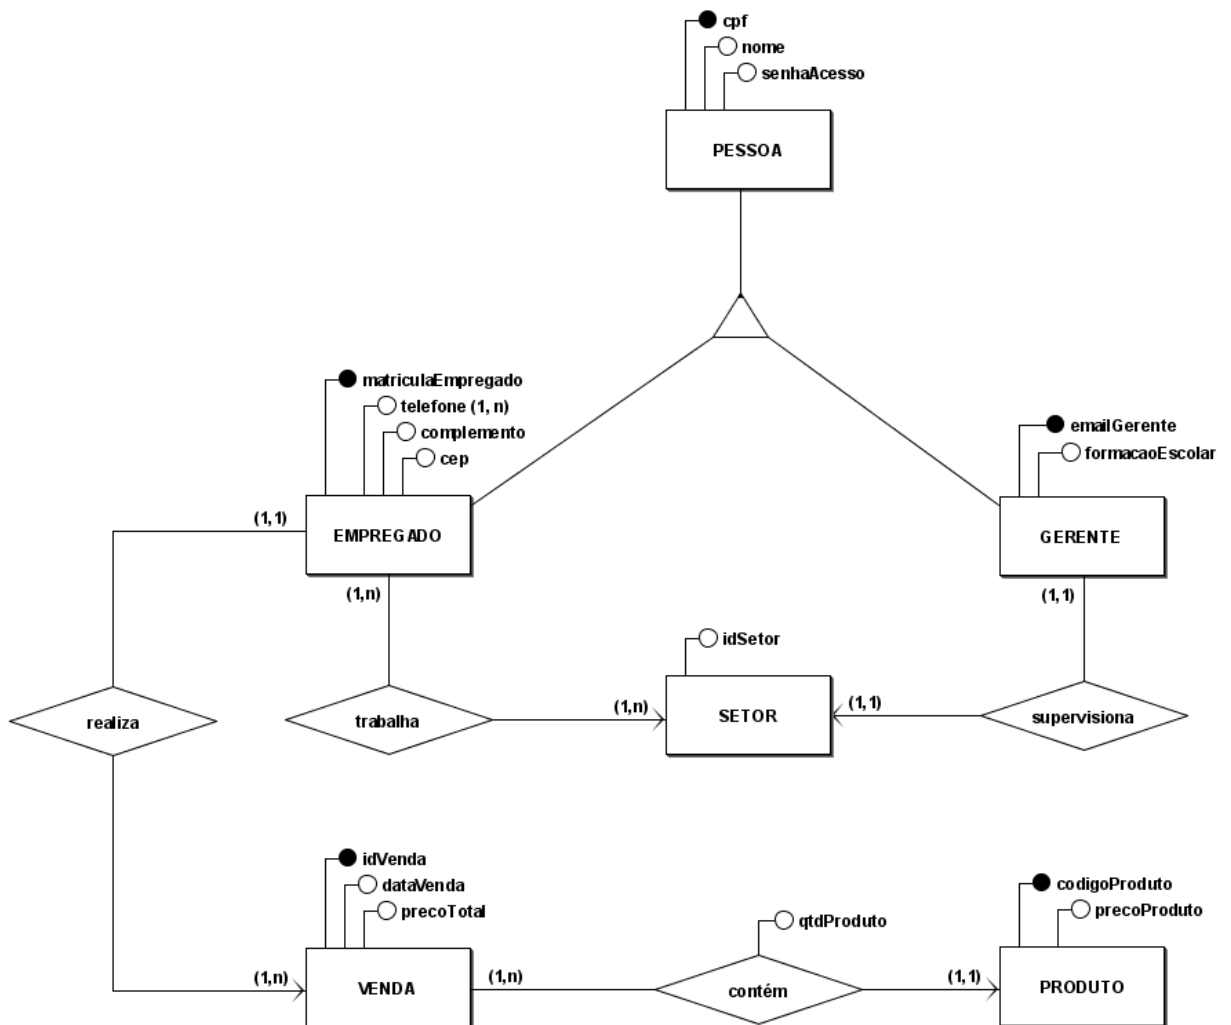 cpf
nome
senhaAcesso
PESSOA
matriculaEmpregado
telefone (1, n)
complemento
cep
emailGerente
formacaoEscolar
(1,1)
EMPREGADO
GERENTE
(1,n)
(1,1)
idSetor
realiza
trabalha
(1,n)
SETOR
(1,1)
supervisiona
idVenda
dataVenda
precoTotal
codigoProduto
precoProduto
qtdProduto
(1,n)
VENDA
(1,n)
contém
(1,1)
PRODUTO